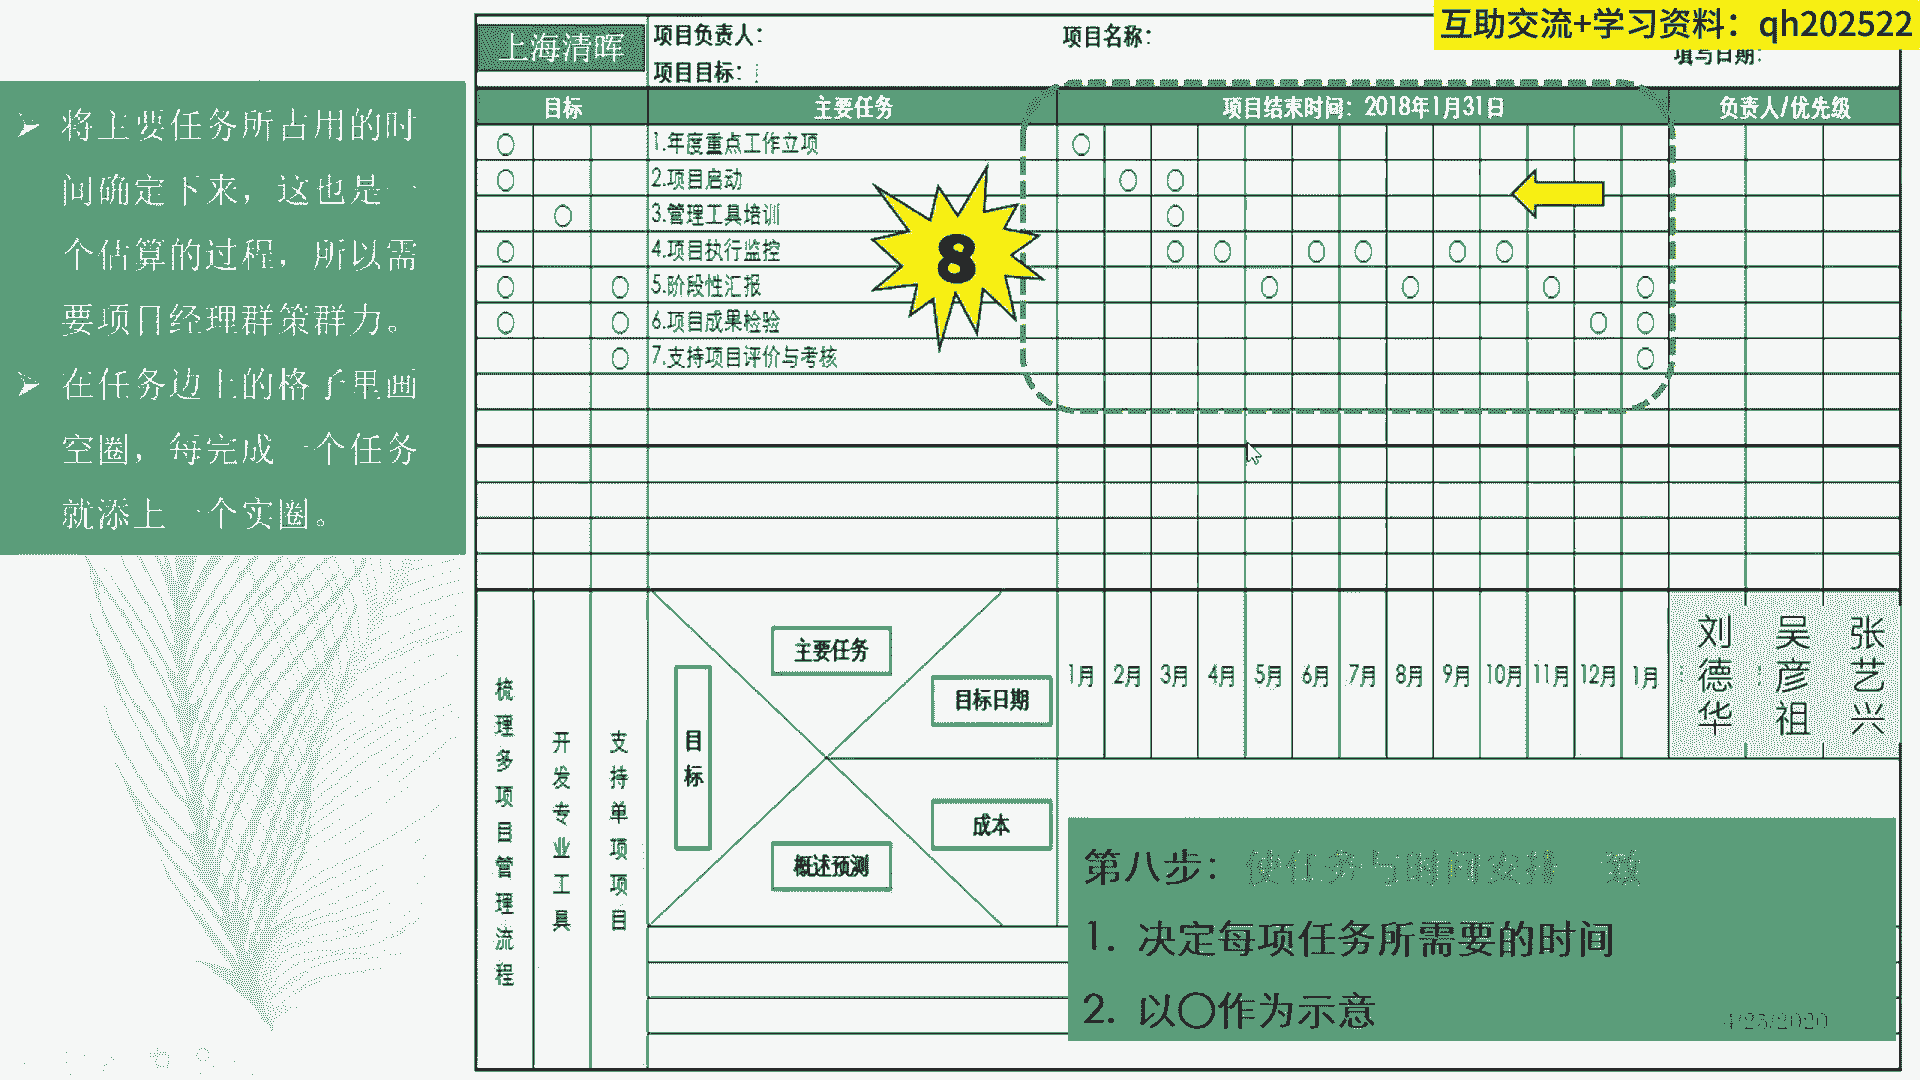 互助交流+学习资料：qh202522
上海清晖
项目负责人：
项目名称：
填写日期：
项目目标：
将主要任务所占用的时
间确定下来，这也是一
个估算的过程，所以需
要项目经理群策群力。
在任务边上的格子里画
空圈，每完成一个任务
就添上一个实圈。
目标
主要任务
项目结束时间：2018年1月31日
负责人/优先级
1.年度重点工作立项
2.项目启动
3.管理工具培训
4.项目执行监控
5.阶段性汇报
6.项目成果检验
7.支持项目评价与考核
8
梳理多项目管理流程
开发专业工具
支持单项项目
主要任务
目标
目标日期
成本
概述预测
1月 2月 3月 4月 5月 6月 7月 8月 9月 10月 11月 12月 1月
刘德华
吴彦祖
张艺兴
第八步：使任务与时间安排一致
1. 决定每项任务所需要的时间
2. 以〇作为示意
4/23/2020